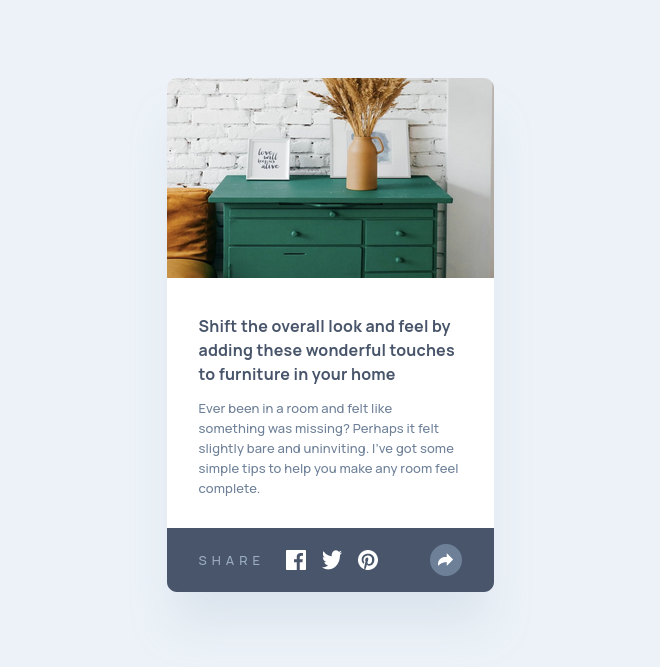 love
will
alive
Shift the overall look and feel by
adding these wonderful touches
to furniture in your home
Ever been in a room and felt like
something was missing? Perhaps it felt
slightly bare and uninviting. I’ve got some
simple tips to help you make any room feel
complete.
SHARE